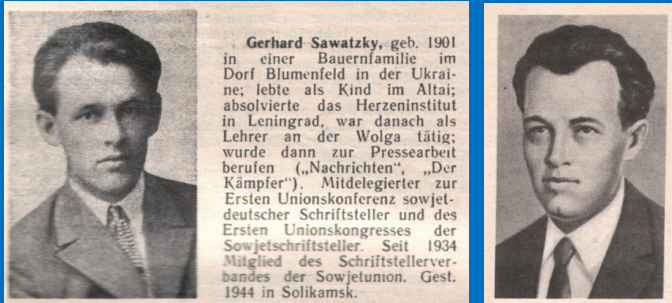 Gerhard Sawatzky, geb. 1901
in einer Bauernfamilie im
Dorf Blumenfeld in der Ukrai-
ne; lebte als Kind im Altai;
absolvierte das Herzeninstitut
in Leningrad, war danach als
Lehrer an der Wolga tätig;
wurde dann zur Pressearbeit
berufen („Nachrichten“, „Der
Kämpfer“). Mitdelegierter zur
Ersten Unionskonferenz sowjet-
deutscher Schriftsteller und des
Ersten Unionskongresses der
Sowjetschriftsteller. Seit 1934
Mitglied des Schriftstellerver-
bandes der Sowjetunion. Gest.
1944 in Solikamsk.